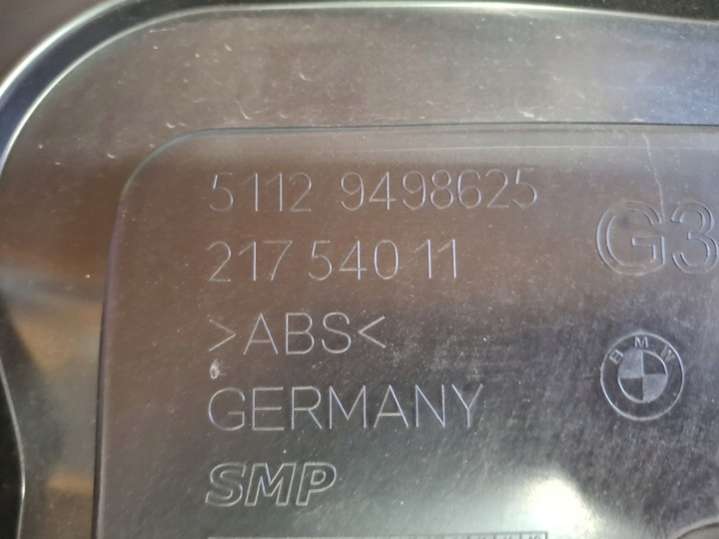 5112 9498625
217 540 11
G3
>ABS<
BMW
GERMANY
SMP